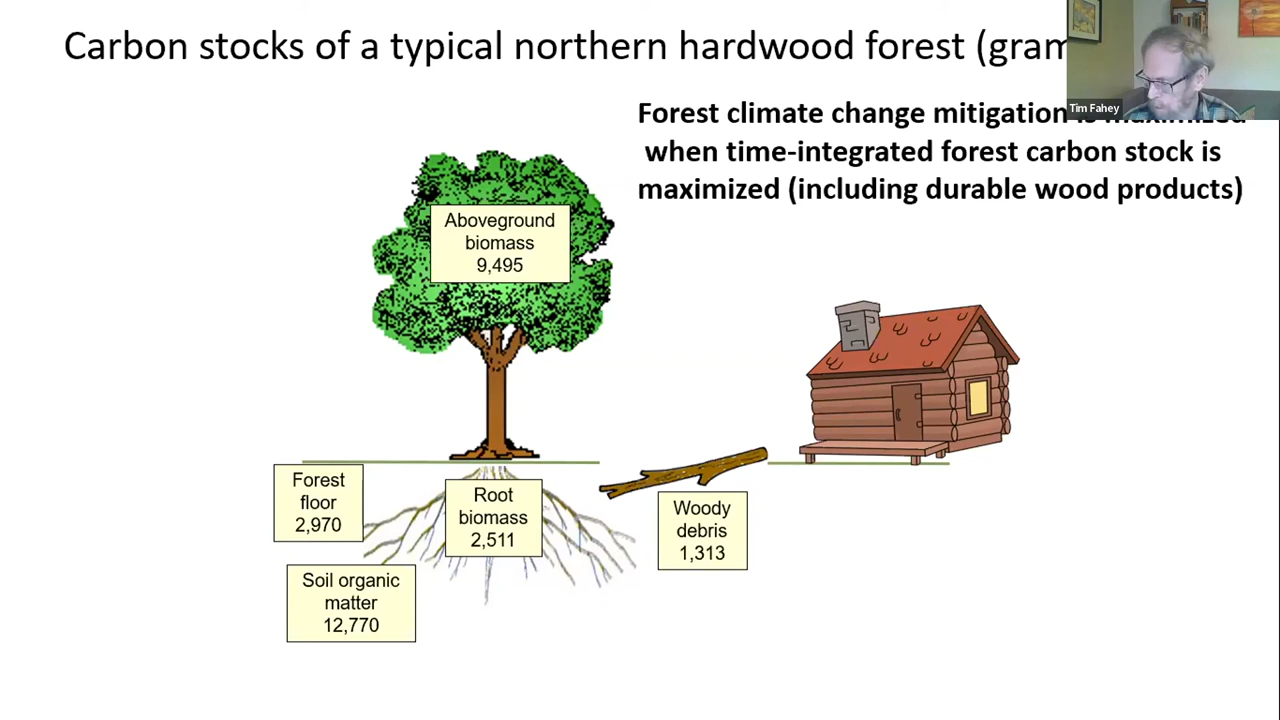 Carbon stocks of a typical northern hardwood forest
Tim Fahey
Forest climate change mitigation is maximized
when time-integrated forest carbon stock is
maximized (including durable wood products)
Aboveground
biomass
9,495
Forest
floor
2,970
Root
biomass
2,511
Woody
debris
1,313
Soil organic
matter
12,770